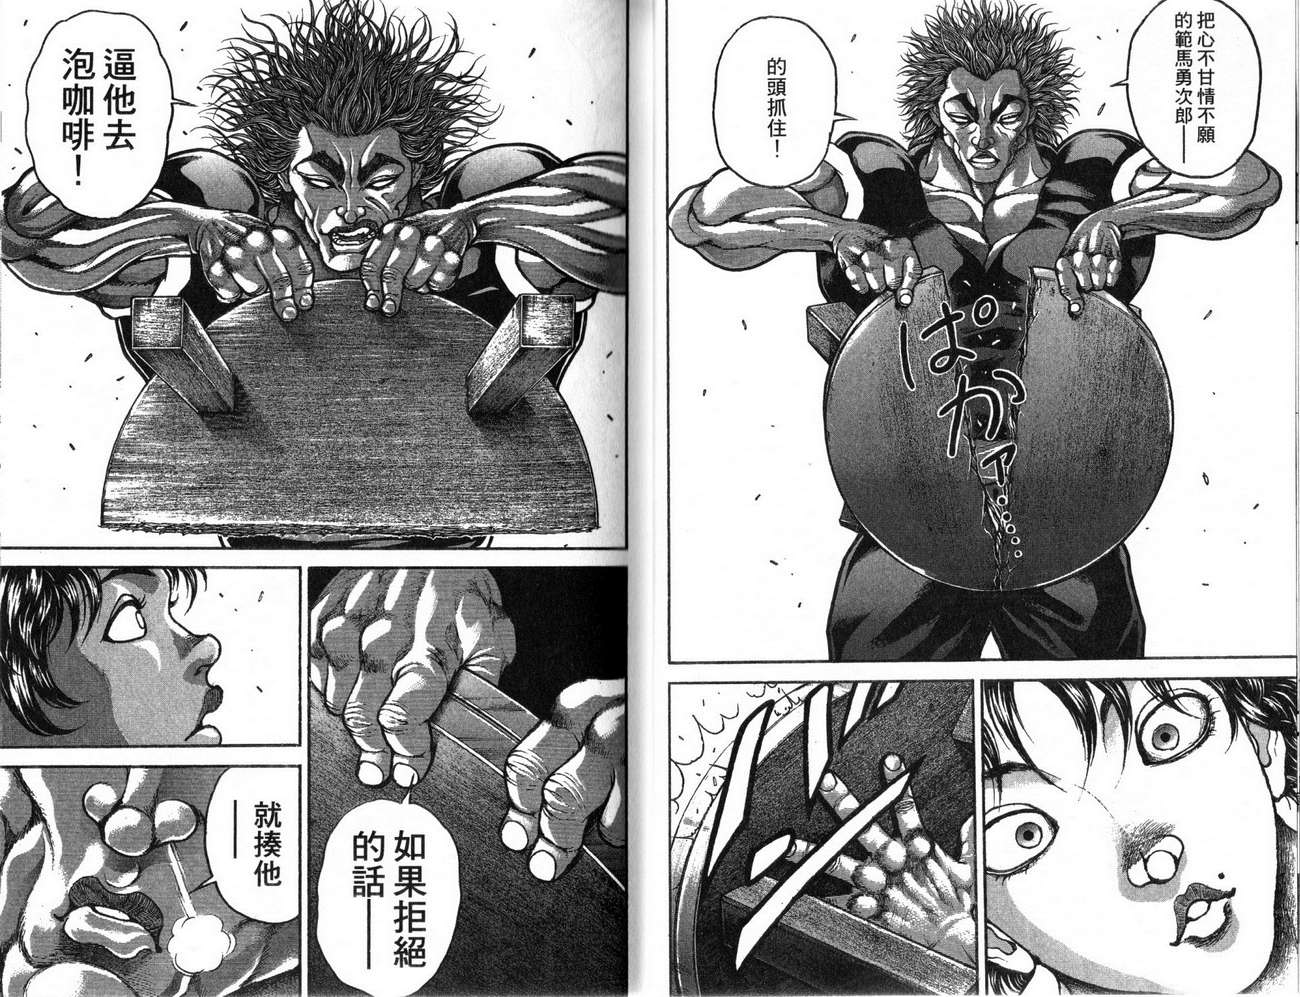 把心不甘情不願
的範馬勇次郎——
的頭抓住！
ぱかァ……
逼他去
泡咖啡！
如果拒絕
的話——
就揍他
——